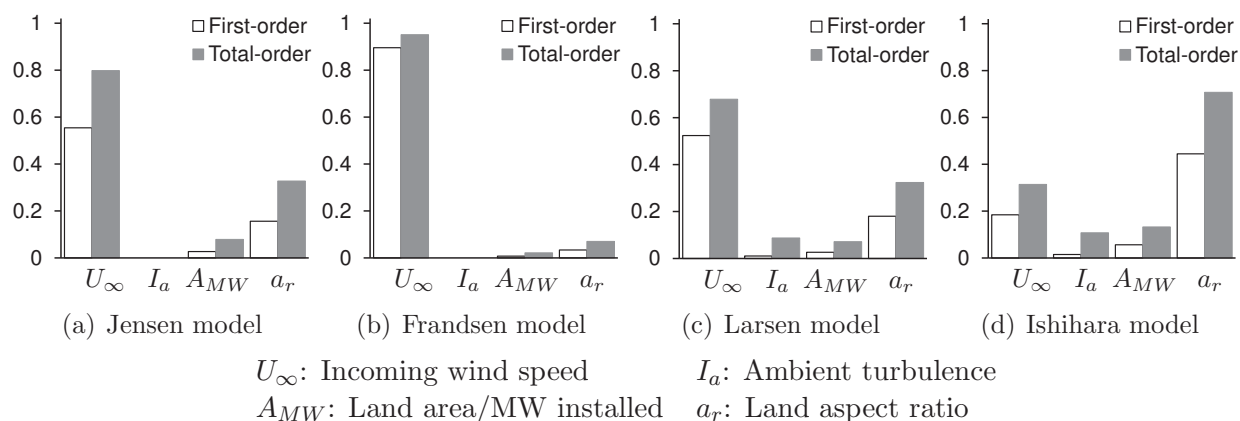 1
0.8
0.6
0.4
0.2
0
First-order
Total-order
U∞ Ia AMW ar
(a) Jensen model
1
0.8
0.6
0.4
0.2
0
First-order
Total-order
U∞ Ia AMW ar
(b) Frandsen model
1
0.8
0.6
0.4
0.2
0
First-order
Total-order
U∞ Ia AMW ar
(c) Larsen model
1
0.8
0.6
0.4
0.2
0
First-order
Total-order
U∞ Ia AMW ar
(d) Ishihara model
U∞: Incoming wind speed Ia: Ambient turbulence
AMW: Land area/MW installed ar: Land aspect ratio